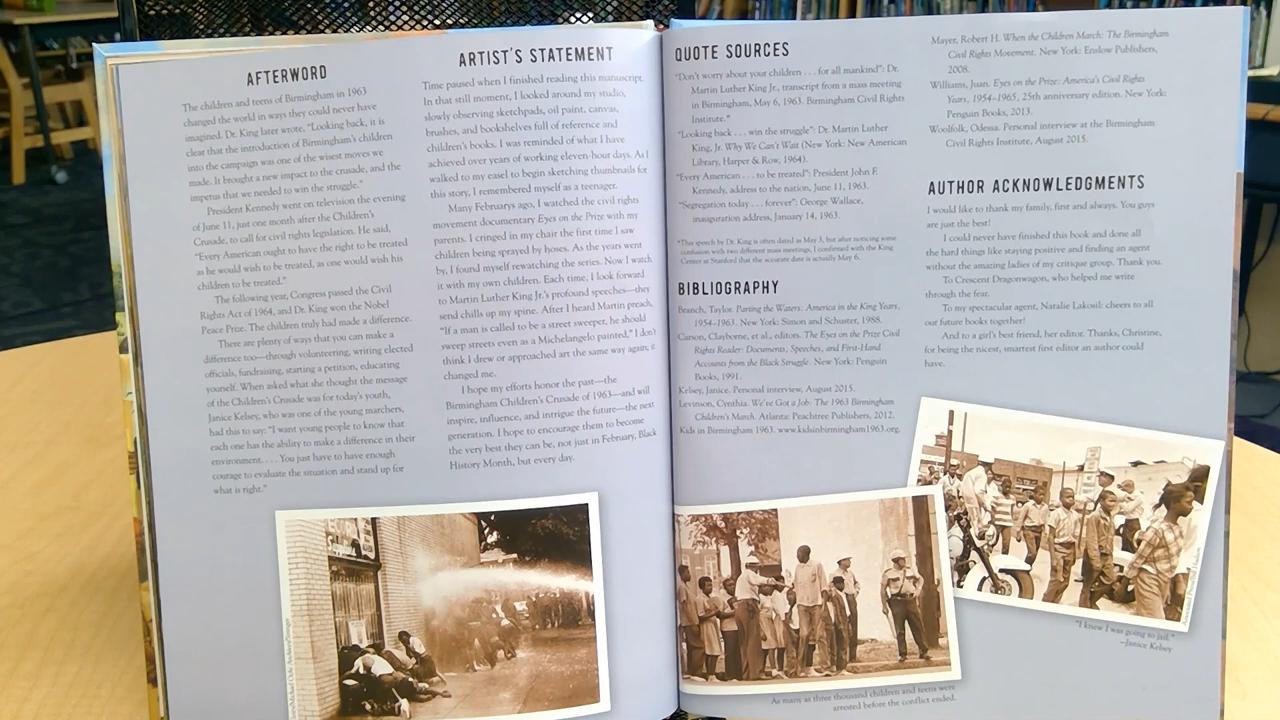 AFTERWORD
The children and teens of Birmingham in 1963
changed the world in ways they could never have
imagined. Dr. King later wrote, "Looking back, it is
clear that the introduction of Birmingham's children
into the campaign was one of the wisest moves we
made. It brought a new impact to the crusade, and the
impetus that we needed to win the struggle."
President Kennedy went on television the evening
of June 11, just one month after the Children's
Crusade, to call for civil rights legislation. He said,
"Every American ought to have the right to be treated
as he would wish to be treated, as one would wish his
children to be treated."
The following year, Congress passed the Civil
Rights Act of 1964, and Dr. King won the Nobel
Peace Prize. The children truly had made a difference.
There are plenty of ways that you can make a
difference too—through volunteering, writing elected
officials, fundraising, starting a petition, educating
yourself. When asked what she thought the message
of the Children's Crusade was for today's youth,
Janice Kelsey, who was one of the young marchers,
had this to say: "I want young people to know that
each one has the ability to make a difference in their
environment. . . . You just have to have enough
courage to evaluate the situation and stand up for
what is right."
ARTIST'S STATEMENT
Time paused when I finished reading this manuscript.
In that still moment, I looked around my studio,
slowly observing sketchpads, oil paint, canvas,
brushes, and bookshelves full of reference and
children's books. I was reminded of what I have
achieved over years of working eleven-hour days. As I
walked to my easel to begin sketching thumbnails for
this story, I remembered myself as a teenager.
Many Februarys ago, I watched the civil rights
movement documentary Eyes on the Prize with my
parents. I cringed in my chair the first time I saw
children being sprayed by hoses. As the years went
by, I found myself rewatching the series. Now I watch
it with my own children. Each time, I look forward
to Martin Luther King Jr.'s profound speeches—they
send chills up my spine. After I heard Martin preach,
"If a man is called to be a street sweeper, he should
sweep streets even as a Michelangelo painted," I don't
think I drew or approached art the same way again; it
changed me.
I hope my efforts honor the past—the
Birmingham Children's Crusade of 1963—and will
inspire, influence, and intrigue the future—the next
generation. I hope to encourage them to become
the very best they can be, not just in February, Black
History Month, but every day.
QUOTE SOURCES
"Don't worry about your children . . . for all mankind": Dr.
Martin Luther King Jr., transcript from a mass meeting
in Birmingham, May 6, 1963. Birmingham Civil Rights
Institute.*
"Looking back . . . win the struggle": Dr. Martin Luther
King, Jr. Why We Can't Wait (New York: New American
Library, Harper & Row, 1964).
"Every American . . . to be treated": President John F.
Kennedy, address to the nation, June 11, 1963.
"Segregation today . . . forever": George Wallace,
inauguration address, January 14, 1963.
*This speech by Dr. King is often dated as May 3, but after noticing some
confusion with two different mass meetings, I confirmed with the King
Center at Stanford that the accurate date is actually May 6.
BIBLIOGRAPHY
Branch, Taylor. Parting the Waters: America in the King Years,
1954–1963. New York: Simon and Schuster, 1988.
Carson, Clayborne, et al., editors. The Eyes on the Prize Civil
Rights Reader: Documents, Speeches, and First-Hand
Accounts from the Black Struggle. New York: Penguin
Books, 1991.
Kelsey, Janice. Personal interview, August 2015.
Levinson, Cynthia. We've Got a Job: The 1963 Birmingham
Children's March. Atlanta: Peachtree Publishers, 2012.
Kids in Birmingham 1963. www.kidsinbirmingham1963.org.
Mayer, Robert H. When the Children March: The Birmingham
Civil Rights Movement. New York: Enslow Publishers,
2008.
Williams, Juan. Eyes on the Prize: America's Civil Rights
Years, 1954–1965, 25th anniversary edition. New York:
Penguin Books, 2013.
Woolfolk, Odessa. Personal interview at the Birmingham
Civil Rights Institute, August 2015.
AUTHOR ACKNOWLEDGMENTS
I would like to thank my family, first and always. You guys
are just the best!
I could never have finished this book and done all
the hard things like staying positive and finding an agent
without the amazing ladies of my critique group. Thank you.
To Crescent Dragonwagon, who helped me write
through the fear.
To my spectacular agent, Natalie Lakosil: cheers to all
our future books together!
And to a girl's best friend, her editor. Thanks, Christine,
for being the nicest, smartest first editor an author could
have.
"I knew I was going to jail."
—Janice Kelsey
As many as three thousand children and teens were
arrested before the conflict ended.